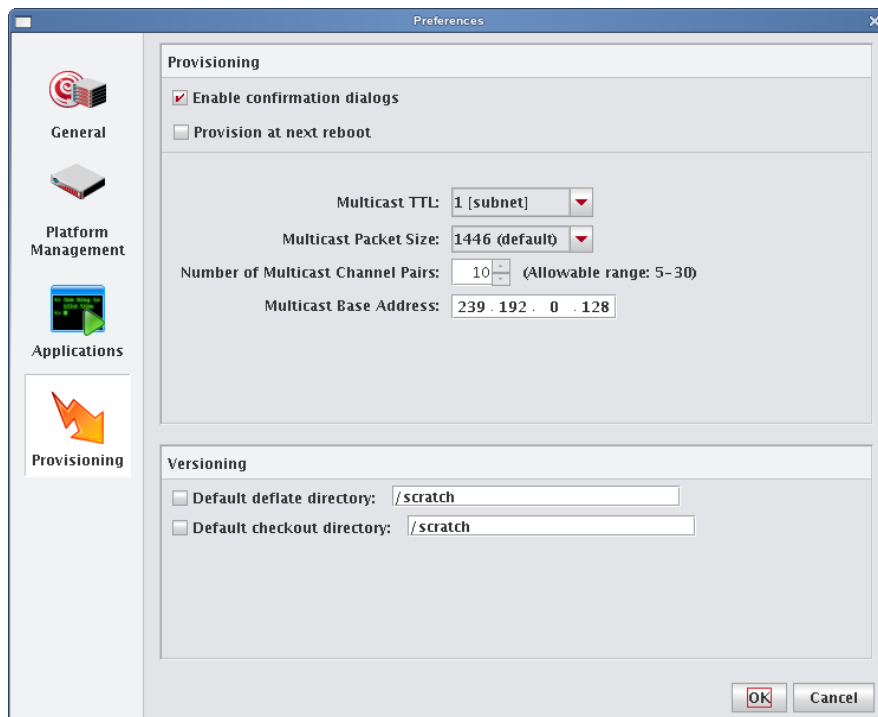 Preferences
General
Platform
Management
Applications
Provisioning
Provisioning
Enable confirmation dialogs
Provision at next reboot
Multicast TTL: 1 [subnet]
Multicast Packet Size: 1446 (default)
Number of Multicast Channel Pairs: 10 (Allowable range: 5-30)
Multicast Base Address: 239 . 192 . 0 . 128
Versioning
Default deflate directory: /scratch
Default checkout directory: /scratch
OK Cancel